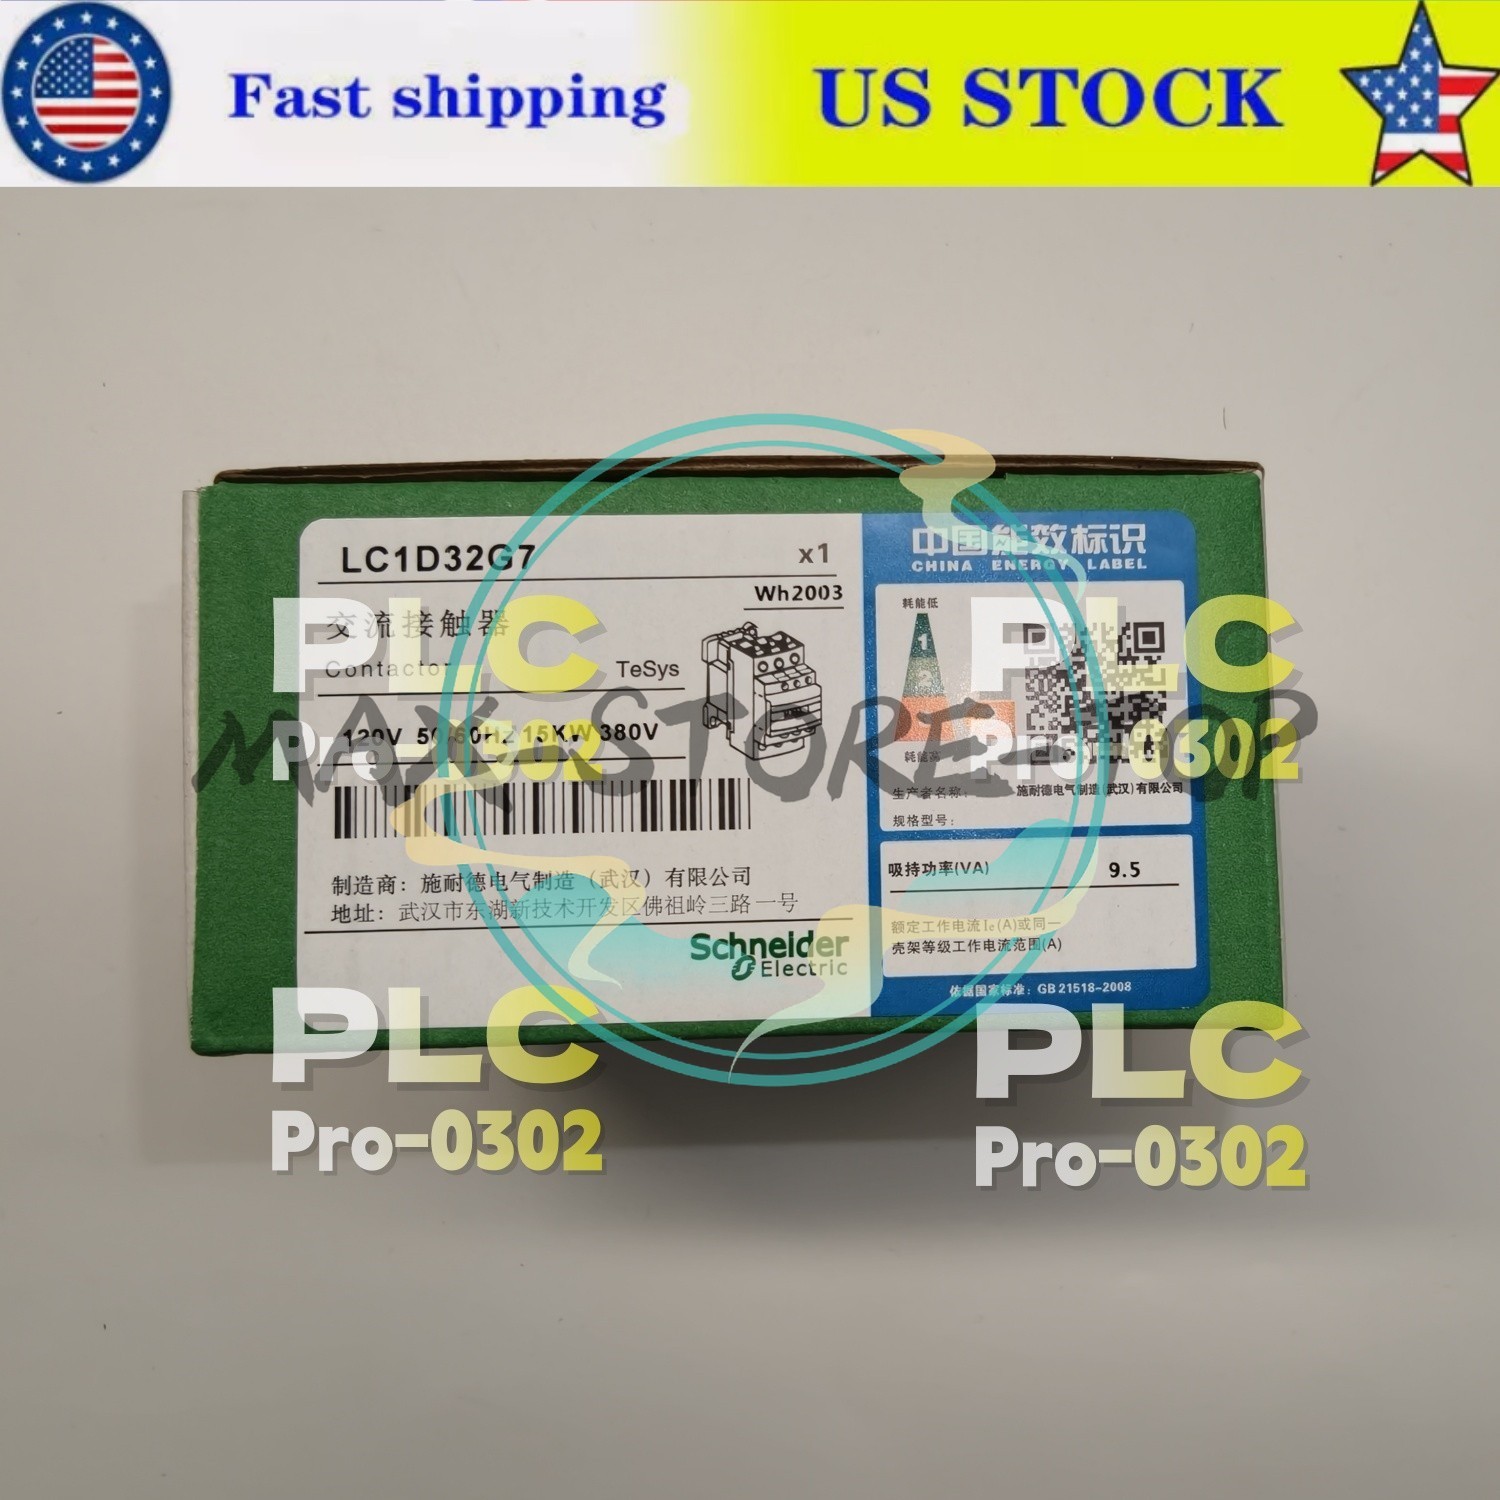 Fast shipping
US STOCK
LC1D32G7
x1
Wh2003
交流接触器
Contactor
TeSys
120V 50/60HZ 15KW 380V
制造商：施耐德电气制造（武汉）有限公司
地址：武汉市东湖新技术开发区佛祖岭三路一号
Schneider
Electric
中国能效标识
CHINA ENERGY LABEL
耗能低
1
2
耗能高
生产者名称：施耐德电气制造(武汉)有限公司
规格型号：
吸持功率(VA) 9.5
额定工作电流Ie(A)或同一
壳架等级工作电流范围(A)
依据国家标准：GB 21518-2008
PLC
Pro-0302
PLC
Pro-0302
MAX STORE TOP
PLC
Pro-0302
PLC
Pro-0302